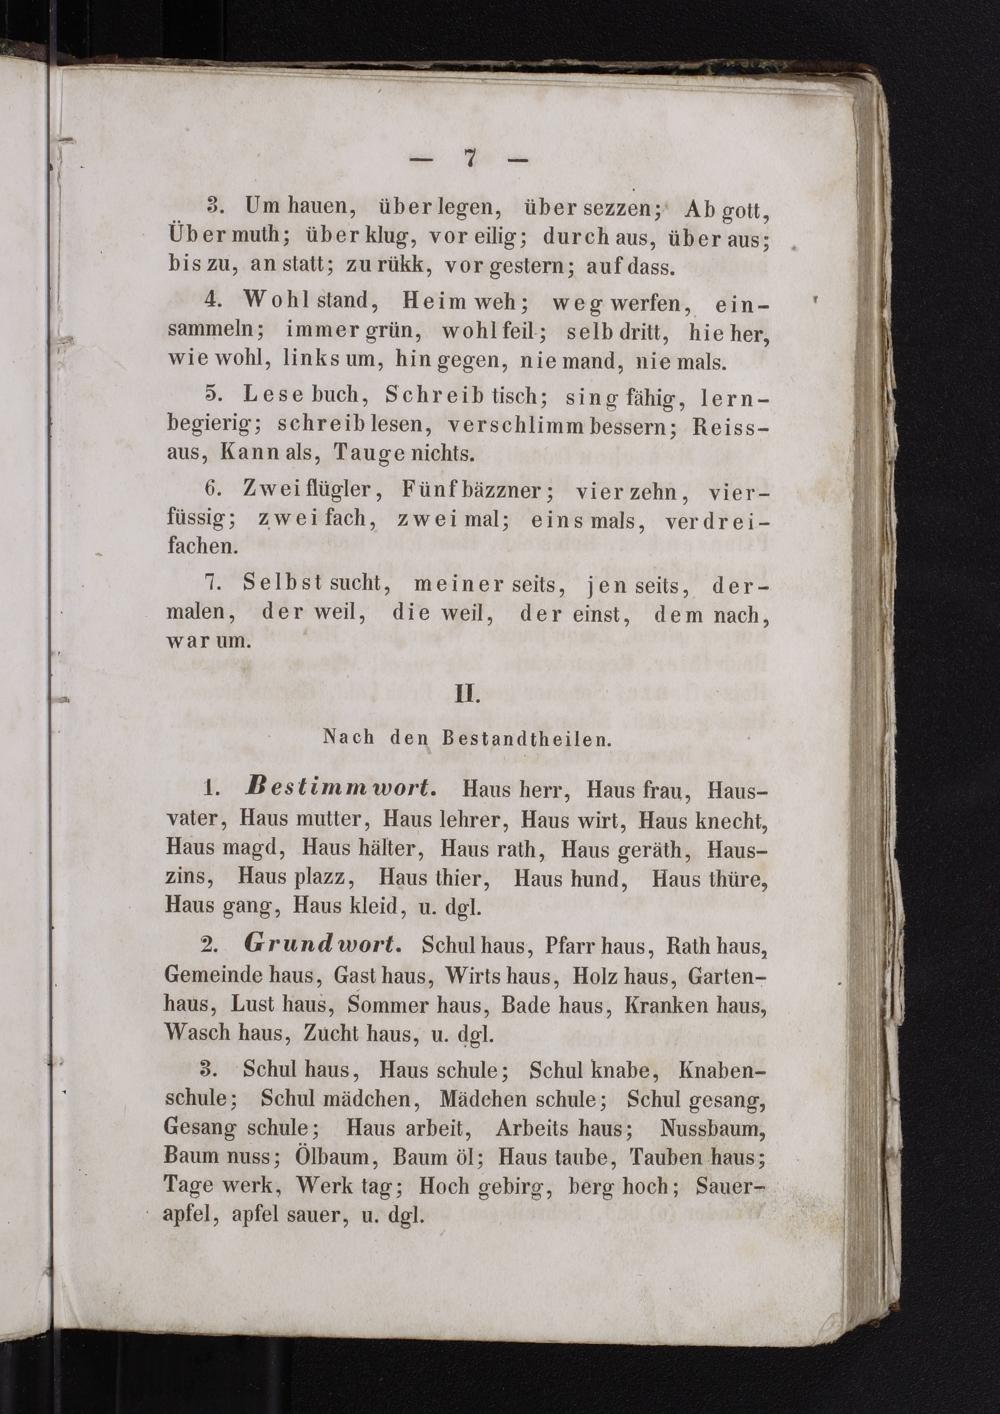 — 7 —
3. Um hauen, über legen, über sezzen; Ab gott,
Über muth; über klug, vor eilig; durch aus, über aus;
bis zu, an statt; zu rükk, vor gestern; auf dass.
4. Wohl stand, Heim weh; weg werfen, ein-
sammeln; immer grün, wohl feil; selb dritt, hie her,
wie wohl, links um, hin gegen, nie mand, nie mals.
5. Lese buch, Schreib tisch; sing fähig, lern-
begierig; schreib lesen, verschlimm bessern; Reiss-
aus, Kann als, Tauge nichts.
6. Zwei flügler, Fünf bäzzner; vier zehn, vier-
füssig; zwei fach, zwei mal; eins mals, verdrei-
fachen.
7. Selbst sucht, meiner seits, jen seits, der-
malen, der weil, die weil, der einst, dem nach,
war um.
II.
Nach den Bestandtheilen.
1. Bestimm wort. Haus herr, Haus frau, Haus-
vater, Haus mutter, Haus lehrer, Haus wirt, Haus knecht,
Haus magd, Haus hälter, Haus rath, Haus geräth, Haus-
zins, Haus plazz, Haus thier, Haus hund, Haus thüre,
Haus gang, Haus kleid, u. dgl.
2. Grund wort. Schul haus, Pfarr haus, Rath haus,
Gemeinde haus, Gast haus, Wirts haus, Holz haus, Garten-
haus, Lust haus, Sommer haus, Bade haus, Kranken haus,
Wasch haus, Zucht haus, u. dgl.
3. Schul haus, Haus schule; Schul knabe, Knaben-
schule; Schul mädchen, Mädchen schule; Schul gesang,
Gesang schule; Haus arbeit, Arbeits haus; Nussbaum,
Baum nuss; Ölbaum, Baum öl; Haus taube, Tauben haus;
Tage werk, Werk tag; Hoch gebirg, berg hoch; Sauer-
apfel, apfel sauer, u. dgl.